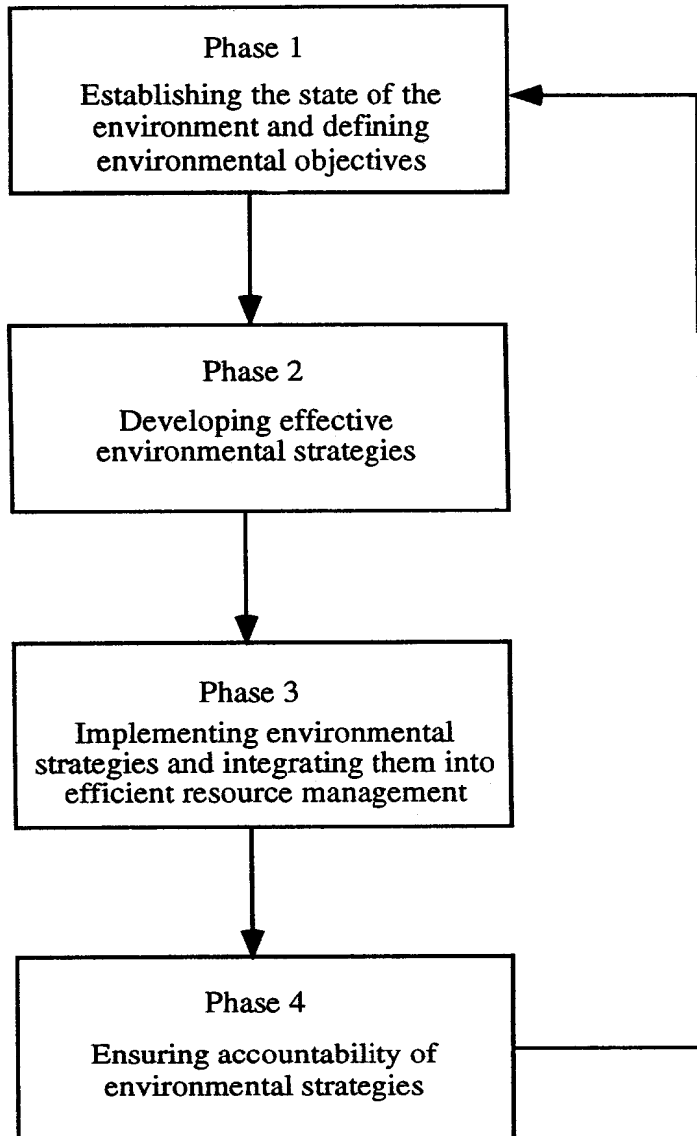 Phase 1
Establishing the state of the
environment and defining
environmental objectives
Phase 2
Developing effective
environmental strategies
Phase 3
Implementing environmental
strategies and integrating them into
efficient resource management
Phase 4
Ensuring accountability of
environmental strategies